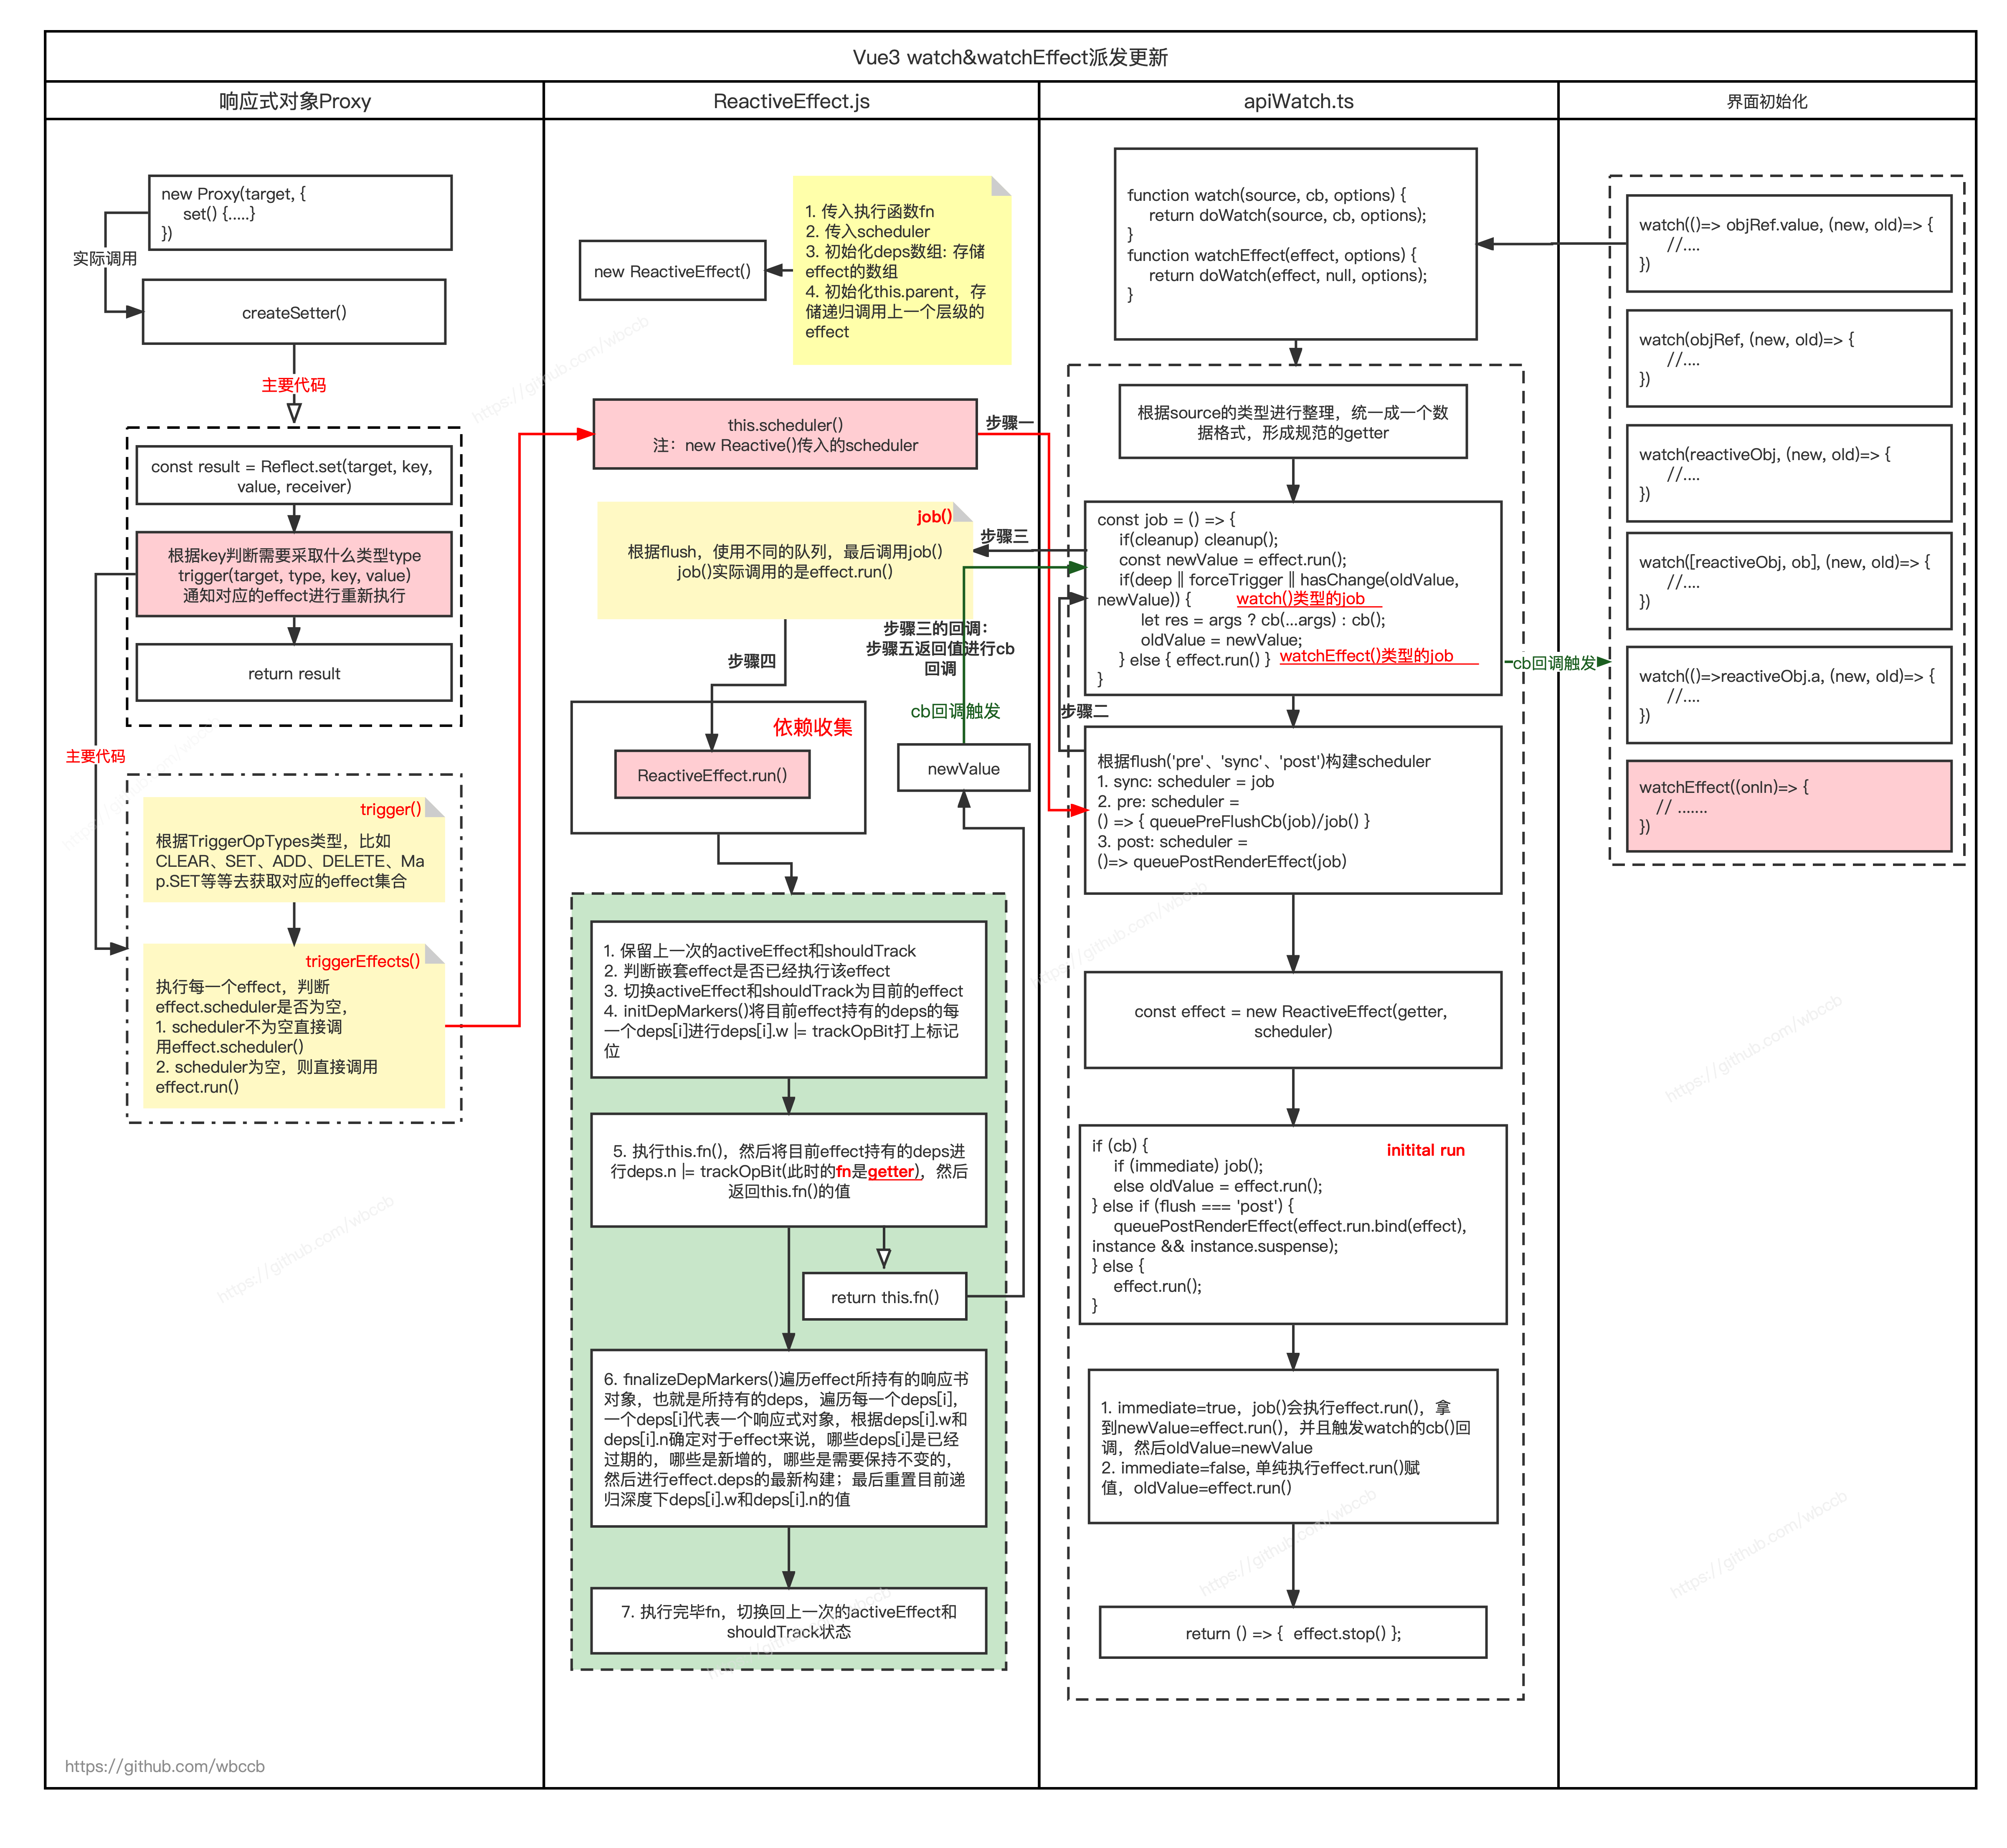 Vue3 watch&watchEffect派发更新
响应式对象Proxy
ReactiveEffect.js
apiWatch.ts
界面初始化
new Proxy(target, {
set() {.....}
})
实际调用
createSetter()
主要代码
const result = Reflect.set(target, key,
value, receiver)
根据key判断需要采取什么类型type
trigger(target, type, key, value)
通知对应的effect进行重新执行
return result
主要代码
trigger()
根据TriggerOpTypes类型，比如
CLEAR、SET、ADD、DELETE、Ma
p.SET等等去获取对应的effect集合
triggerEffects()
执行每一个effect，判断
effect.scheduler是否为空，
1. scheduler不为空直接调
用effect.scheduler()
2. scheduler为空，则直接调用
effect.run()
new ReactiveEffect()
1. 传入执行函数fn
2. 传入scheduler
3. 初始化deps数组: 存储
effect的数组
4. 初始化this.parent，存
储递归调用上一个层级的
effect
this.scheduler()
注：new Reactive()传入的scheduler
步骤一
job()
根据flush，使用不同的队列，最后调用job()
job()实际调用的是effect.run()
步骤三
步骤三的回调：
步骤五返回值进行cb
回调
步骤四
cb回调触发
依赖收集
ReactiveEffect.run()
newValue
1. 保留上一次的activeEffect和shouldTrack
2. 判断嵌套effect是否已经执行该effect
3. 切换activeEffect和shouldTrack为目前的effect
4. initDepMarkers()将目前effect持有的deps的每
一个deps[i]进行deps[i].w |= trackOpBit打上标记
位
5. 执行this.fn()，然后将目前effect持有的deps进
行deps.n |= trackOpBit(此时的fn是getter)，然后
返回this.fn()的值
return this.fn()
6. finalizeDepMarkers()遍历effect所持有的响应书
对象，也就是所持有的deps，遍历每一个deps[i]，
一个deps[i]代表一个响应式对象，根据deps[i].w和
deps[i].n确定对于effect来说，哪些deps[i]是已经
过期的，哪些是新增的，哪些是需要保持不变的，
然后进行effect.deps的最新构建；最后重置目前递
归深度下deps[i].w和deps[i].n的值
7. 执行完毕fn，切换回上一次的activeEffect和
shouldTrack状态
function watch(source, cb, options) {
return doWatch(source, cb, options);
}
function watchEffect(effect, options) {
return doWatch(effect, null, options);
}
根据source的类型进行整理，统一成一个数
据格式，形成规范的getter
const job = () => {
if(cleanup) cleanup();
const newValue = effect.run();
if(deep || forceTrigger || hasChange(oldValue,
newValue)) { watch()类型的job
let res = args ? cb(...args) : cb();
oldValue = newValue;
} else { effect.run() } watchEffect()类型的job
}
步骤二
根据flush('pre'、'sync'、'post')构建scheduler
1. sync: scheduler = job
2. pre: scheduler =
() => { queuePreFlushCb(job)/job() }
3. post: scheduler =
()=> queuePostRenderEffect(job)
const effect = new ReactiveEffect(getter,
scheduler)
initital run
if (cb) {
if (immediate) job();
else oldValue = effect.run();
} else if (flush === 'post') {
queuePostRenderEffect(effect.run.bind(effect),
instance && instance.suspense);
} else {
effect.run();
}
1. immediate=true，job()会执行effect.run()，拿
到newValue=effect.run()，并且触发watch的cb()回
调，然后oldValue=newValue
2. immediate=false, 单纯执行effect.run()赋
值，oldValue=effect.run()
return () => { effect.stop() };
watch(()=> objRef.value, (new, old)=> {
//....
})
watch(objRef, (new, old)=> {
//....
})
watch(reactiveObj, (new, old)=> {
//....
})
watch([reactiveObj, ob], (new, old)=> {
//....
})
cb回调触发
watch(()=>reactiveObj.a, (new, old)=> {
//....
})
watchEffect((onIn)=> {
// .......
})
https://github.com/wbccb
https://github.com/wbccb
https://github.com/wbccb
https://github.com/wbccb
https://github.com/wbccb
https://github.com/wbccb
https://github.com/wbccb
https://github.com/wbccb